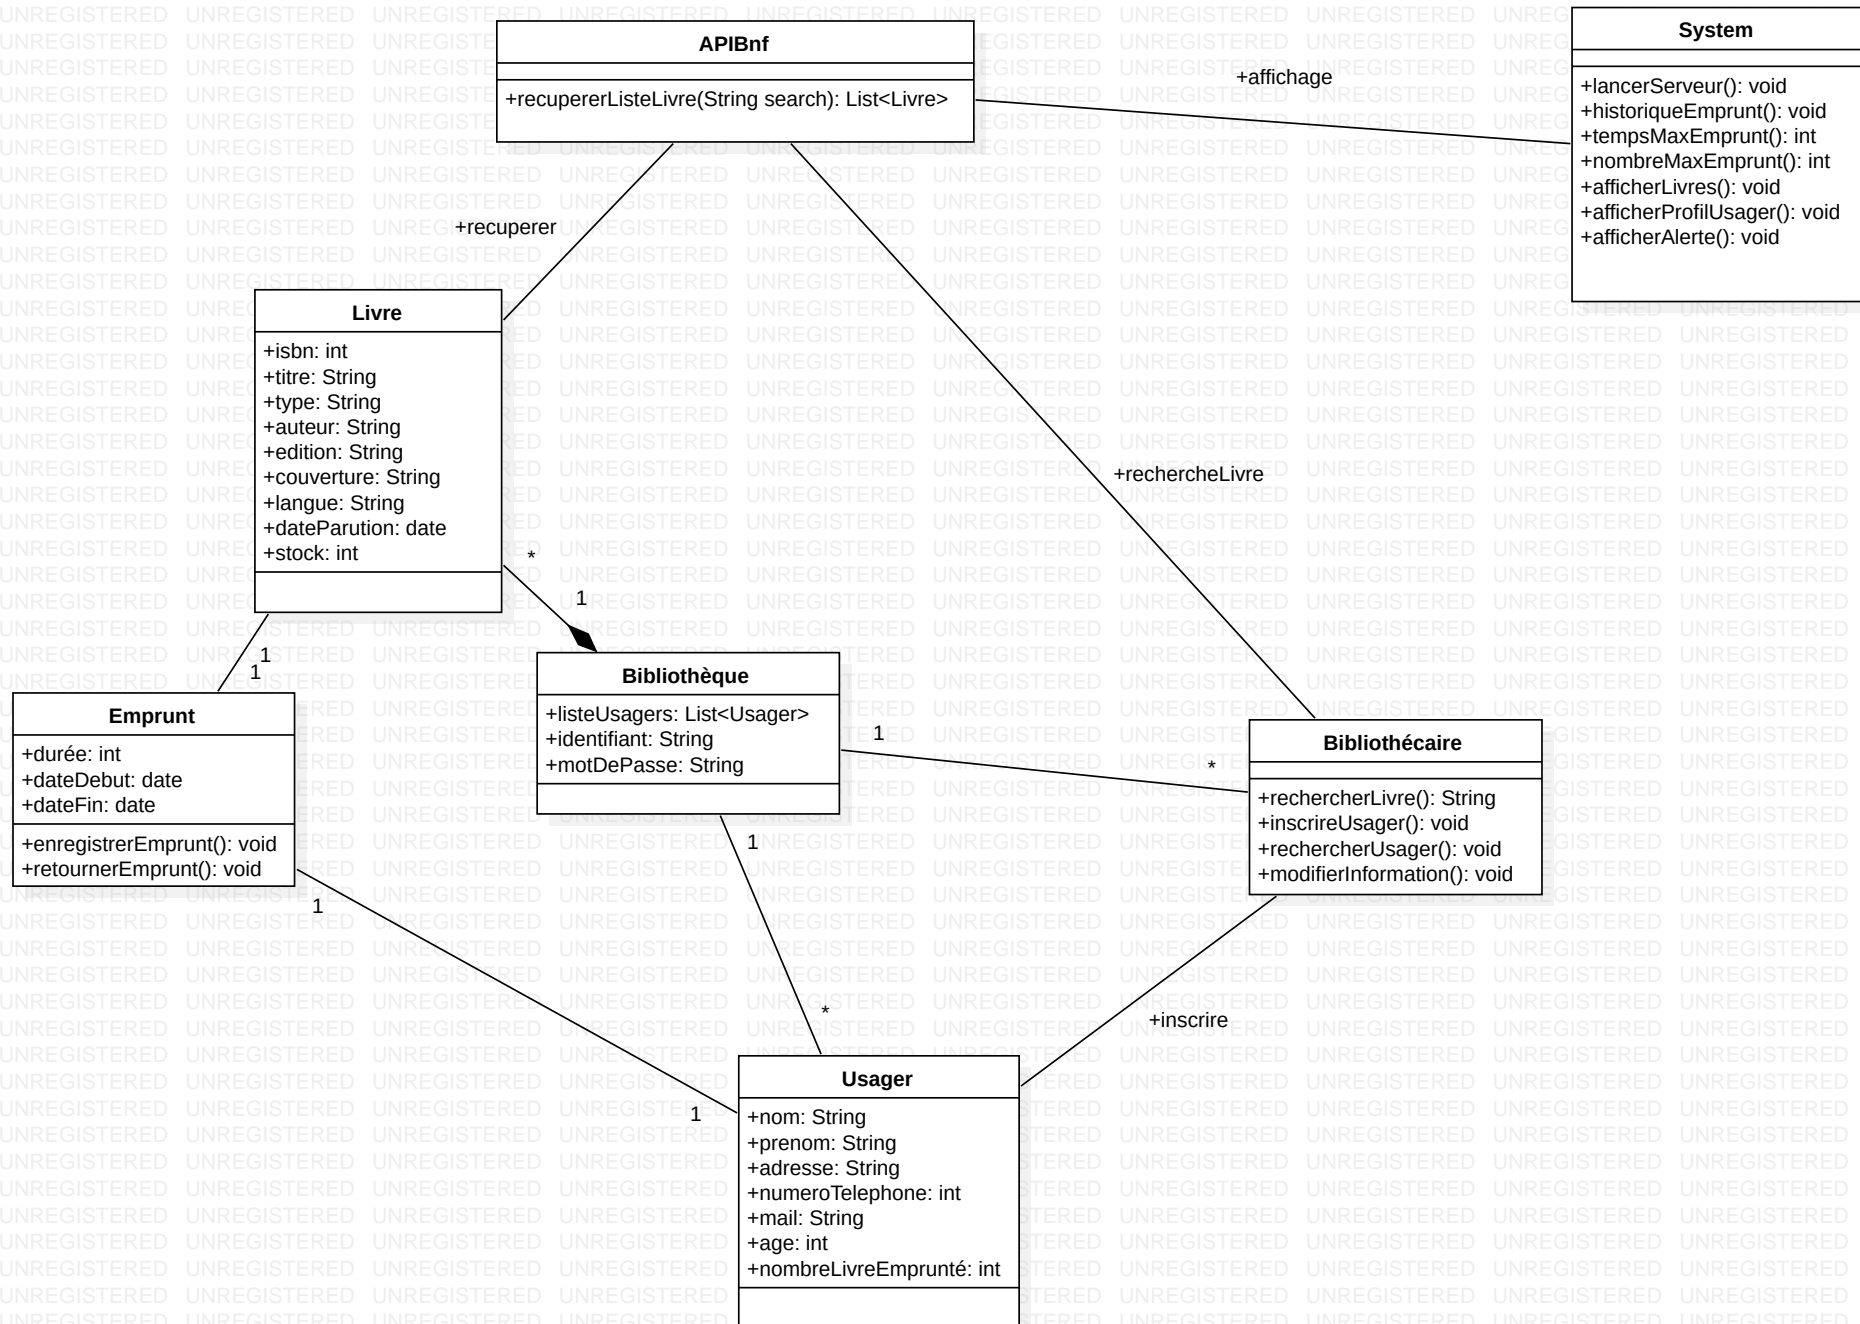 APIBnf
+recupererListeLivre(String search): List<Livre>
System
+lancerServeur(): void
+historiqueEmprunt(): void
+tempsMaxEmprunt(): int
+nombreMaxEmprunt(): int
+afficherLivres(): void
+afficherProfilUsager(): void
+afficherAlerte(): void
+affichage
+recuperer
+rechercheLivre
Livre
+isbn: int
+titre: String
+type: String
+auteur: String
+edition: String
+couverture: String
+langue: String
+dateParution: date
+stock: int
*
1
1
1
Emprunt
+durée: int
+dateDebut: date
+dateFin: date
+enregistrerEmprunt(): void
+retournerEmprunt(): void
Bibliothèque
+listeUsagers: List<Usager>
+identifiant: String
+motDePasse: String
1
*
Bibliothécaire
+rechercherLivre(): String
+inscrireUsager(): void
+rechercherUsager(): void
+modifierInformation(): void
1
1
*
+inscrire
1
Usager
+nom: String
+prenom: String
+adresse: String
+numeroTelephone: int
+mail: String
+age: int
+nombreLivreEmprunté: int
UNREGISTERED